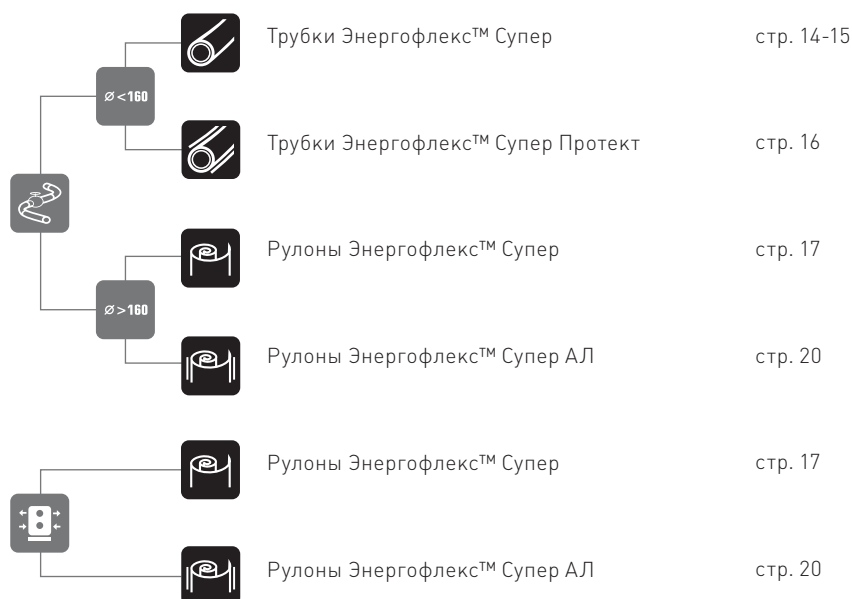 Трубки Энергофлекс™ Супер стр. 14-15
ø<160
Трубки Энергофлекс™ Супер Протект стр. 16
Рулоны Энергофлекс™ Супер стр. 17
ø>160
Рулоны Энергофлекс™ Супер АЛ стр. 20
Рулоны Энергофлекс™ Супер стр. 17
Рулоны Энергофлекс™ Супер АЛ стр. 20